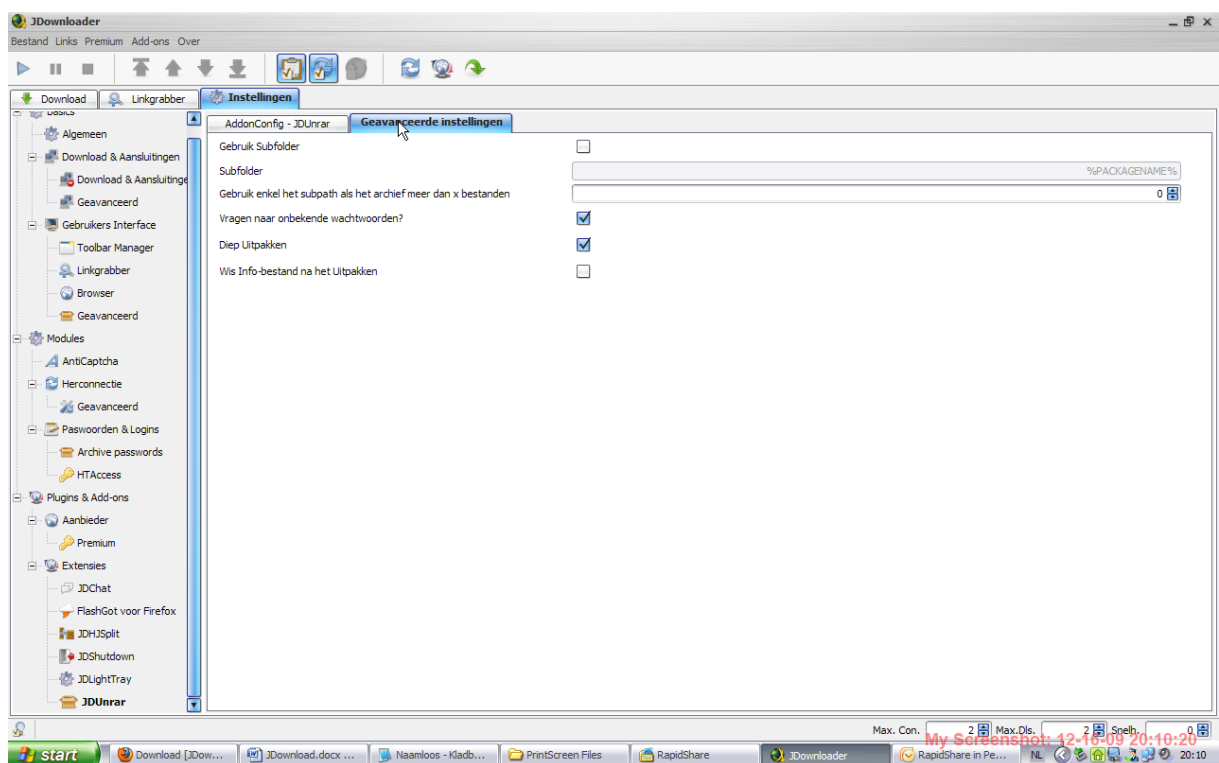 JDownloader
Bestand Links Premium Add-ons Over
Download
Linkgrabber
Instellingen
Basics
Algemeen
Download & Aansluitingen
Download & Aansluitinge
Geavanceerd
Gebruikers Interface
Toolbar Manager
Linkgrabber
Browser
Geavanceerd
Modules
AntiCaptcha
Herconnectie
Geavanceerd
Paswoorden & Logins
Archive passwords
HTAccess
Plugins & Add-ons
Aanbieder
Premium
Extensies
JDChat
FlashGot voor Firefox
JDHJSplit
JDShutdown
JDLightTray
JDUnrar
AddonConfig - JDUnrar
Geavanceerde instellingen
Gebruik Subfolder
Subfolder %PACKAGENAME%
Gebruik enkel het subpath als het archief meer dan x bestanden 0
Vragen naar onbekende wachtwoorden?
Diep Uitpakken
Wis Info-bestand na het Uitpakken
Max. Con. 2 Max.Dls. 2 Snelh. 0
My Screenshot: 12-16-09 20:10:20
start
Download [JDow...
JDownload.docx ...
Naamloos - Kladb...
PrintScreen Files
RapidShare
JDownloader
RapidShare in Pe...
NL
20:10